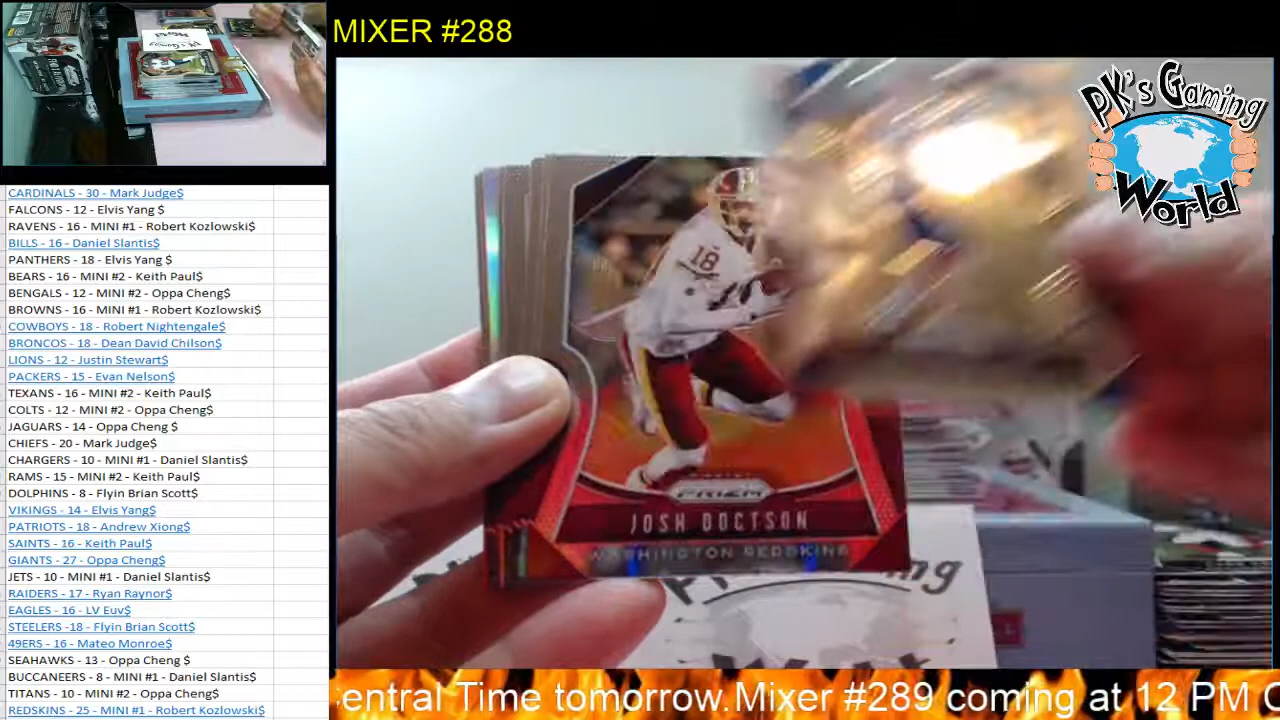 MIXER #288
PK's Gaming
World
CARDINALS - 30 - Mark Judge$
FALCONS - 12 - Elvis Yang $
RAVENS - 16 - MINI #1 - Robert Kozlowski$
BILLS - 16 - Daniel Slantis$
PANTHERS - 18 - Elvis Yang $
BEARS - 16 - MINI #2 - Keith Paul$
BENGALS - 12 - MINI #2 - Oppa Cheng$
BROWNS - 16 - MINI #1 - Robert Kozlowski$
COWBOYS - 18 - Robert Nightengale$
BRONCOS - 18 - Dean David Chilson$
LIONS - 12 - Justin Stewart$
PACKERS - 15 - Evan Nelson$
TEXANS - 16 - MINI #2 - Keith Paul$
COLTS - 12 - MINI #2 - Oppa Cheng$
JAGUARS - 14 - Oppa Cheng $
CHIEFS - 20 - Mark Judge$
CHARGERS - 10 - MINI #1 - Daniel Slantis$
RAMS - 15 - MINI #2 - Keith Paul$
DOLPHINS - 8 - Flyin Brian Scott$
VIKINGS - 14 - Elvis Yang$
PATRIOTS - 18 - Andrew Xiong$
SAINTS - 16 - Keith Paul$
GIANTS - 27 - Oppa Cheng$
JETS - 10 - MINI #1 - Daniel Slantis$
RAIDERS - 17 - Ryan Raynor$
EAGLES - 16 - LV Euv$
STEELERS -18 - Flyin Brian Scott$
49ERS - 16 - Mateo Monroe$
SEAHAWKS - 13 - Oppa Cheng $
BUCCANEERS - 8 - MINI #1 - Daniel Slantis$
TITANS - 10 - MINI #2 - Oppa Cheng$
REDSKINS - 25 - MINI #1 - Robert Kozlowski$
18
PRIZM
JOSH DOCTSON
WASHINGTON REDSKINS
entral Time tomorrow.Mixer #289 coming at 12 PM C